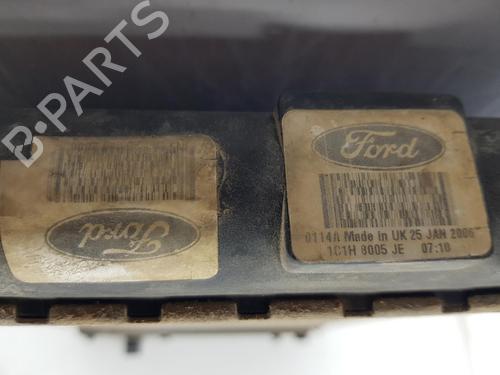 B-PARTS
Ford
Ford
0114A Made in UK 25 JAN 2006
1C1H 8005 JE 07:10